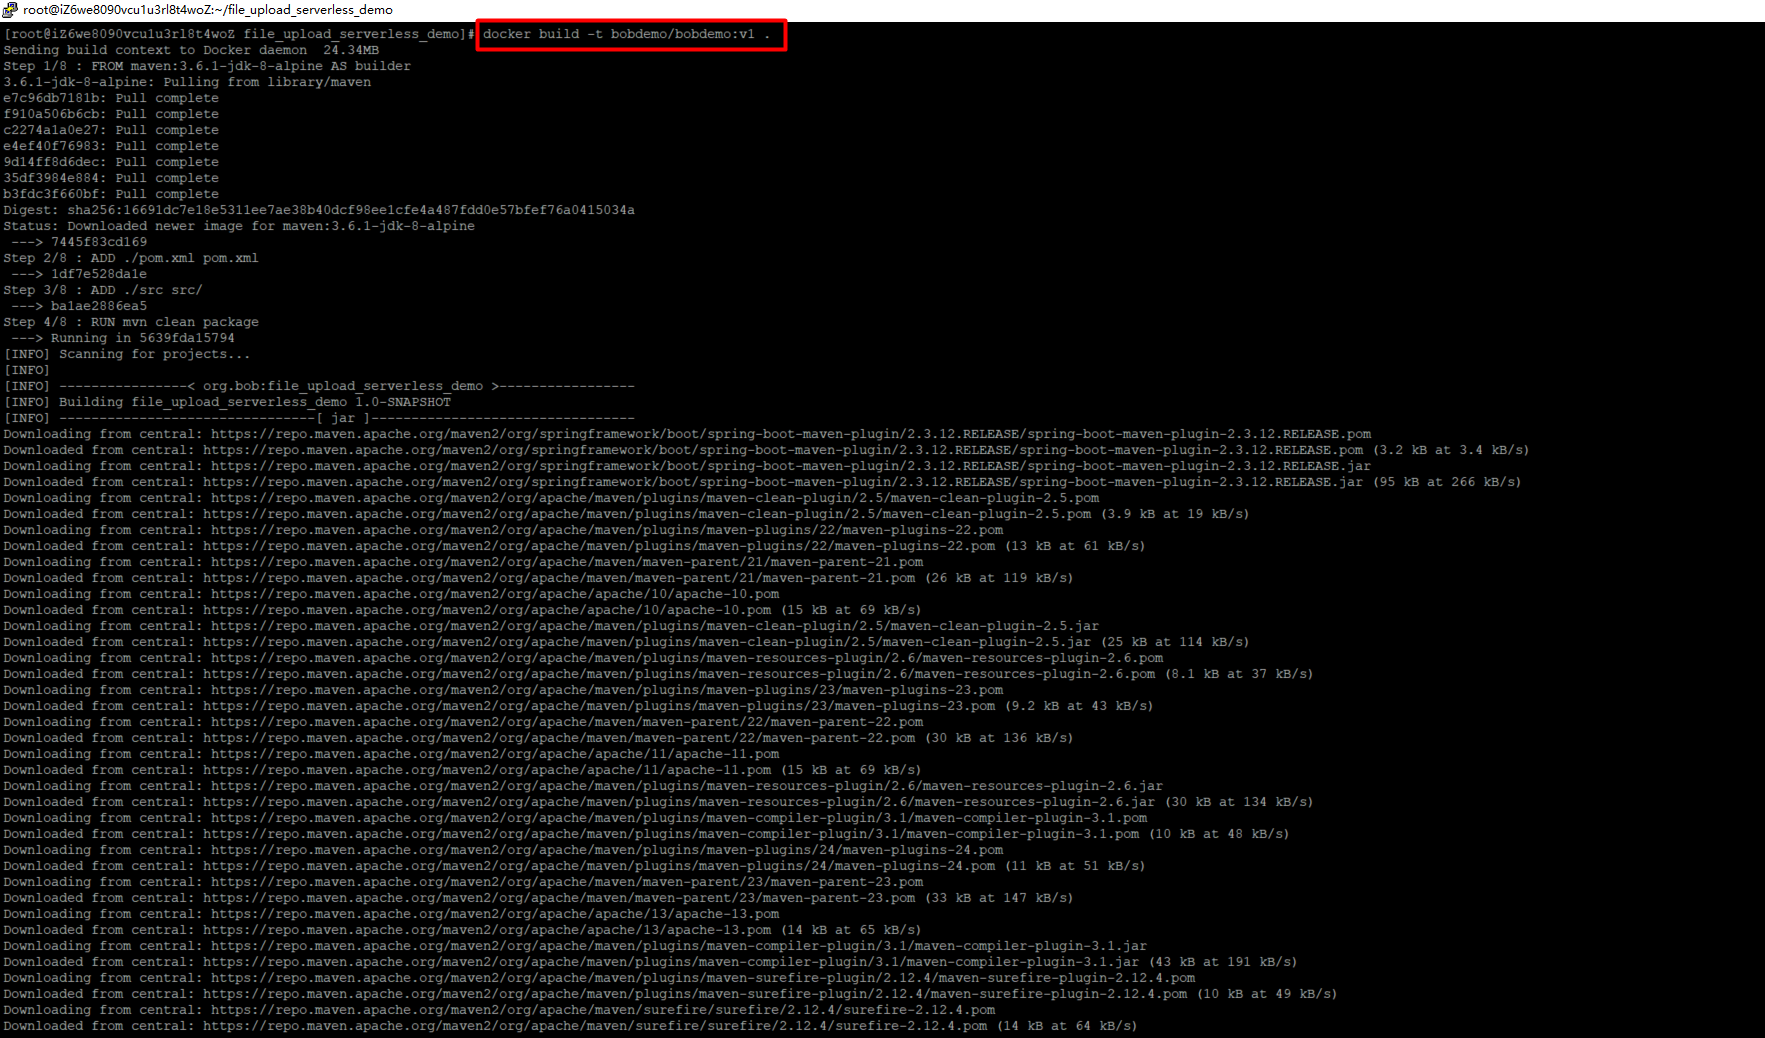 root@iZ6we8090vcu1u3rl8t4woZ:~/file_upload_serverless_demo
[root@iZ6we8090vcu1u3rl8t4woZ file_upload_serverless_demo]# docker build -t bobdemo/bobdemo:v1 .
Sending build context to Docker daemon  24.34MB
Step 1/8 : FROM maven:3.6.1-jdk-8-alpine AS builder
3.6.1-jdk-8-alpine: Pulling from library/maven
e7c96db7181b: Pull complete
f910a506b6cb: Pull complete
c2274a1a0e27: Pull complete
e4ef40f76983: Pull complete
9d14ff8d6dec: Pull complete
35df3984e884: Pull complete
b3fdc3f660bf: Pull complete
Digest: sha256:16691dc7e18e5311ee7ae38b40dcf98ee1cfe4a487fdd0e57bfef76a0415034a
Status: Downloaded newer image for maven:3.6.1-jdk-8-alpine
 ---> 7445f83cd169
Step 2/8 : ADD ./pom.xml pom.xml
 ---> 1df7e528da1e
Step 3/8 : ADD ./src src/
 ---> ba1ae2886ea5
Step 4/8 : RUN mvn clean package
 ---> Running in 5639fda15794
[INFO] Scanning for projects...
[INFO]
[INFO] ----------------< org.bob:file_upload_serverless_demo >-----------------
[INFO] Building file_upload_serverless_demo 1.0-SNAPSHOT
[INFO] --------------------------------[ jar ]---------------------------------
Downloading from central: https://repo.maven.apache.org/maven2/org/springframework/boot/spring-boot-maven-plugin/2.3.12.RELEASE/spring-boot-maven-plugin-2.3.12.RELEASE.pom
Downloaded from central: https://repo.maven.apache.org/maven2/org/springframework/boot/spring-boot-maven-plugin/2.3.12.RELEASE/spring-boot-maven-plugin-2.3.12.RELEASE.pom (3.2 kB at 3.4 kB/s)
Downloading from central: https://repo.maven.apache.org/maven2/org/springframework/boot/spring-boot-maven-plugin/2.3.12.RELEASE/spring-boot-maven-plugin-2.3.12.RELEASE.jar
Downloaded from central: https://repo.maven.apache.org/maven2/org/springframework/boot/spring-boot-maven-plugin/2.3.12.RELEASE/spring-boot-maven-plugin-2.3.12.RELEASE.jar (95 kB at 266 kB/s)
Downloading from central: https://repo.maven.apache.org/maven2/org/apache/maven/plugins/maven-clean-plugin/2.5/maven-clean-plugin-2.5.pom
Downloaded from central: https://repo.maven.apache.org/maven2/org/apache/maven/plugins/maven-clean-plugin/2.5/maven-clean-plugin-2.5.pom (3.9 kB at 19 kB/s)
Downloading from central: https://repo.maven.apache.org/maven2/org/apache/maven/plugins/maven-plugins/22/maven-plugins-22.pom
Downloaded from central: https://repo.maven.apache.org/maven2/org/apache/maven/plugins/maven-plugins/22/maven-plugins-22.pom (13 kB at 61 kB/s)
Downloading from central: https://repo.maven.apache.org/maven2/org/apache/maven/maven-parent/21/maven-parent-21.pom
Downloaded from central: https://repo.maven.apache.org/maven2/org/apache/maven/maven-parent/21/maven-parent-21.pom (26 kB at 119 kB/s)
Downloading from central: https://repo.maven.apache.org/maven2/org/apache/apache/10/apache-10.pom
Downloaded from central: https://repo.maven.apache.org/maven2/org/apache/apache/10/apache-10.pom (15 kB at 69 kB/s)
Downloading from central: https://repo.maven.apache.org/maven2/org/apache/maven/plugins/maven-clean-plugin/2.5/maven-clean-plugin-2.5.jar
Downloaded from central: https://repo.maven.apache.org/maven2/org/apache/maven/plugins/maven-clean-plugin/2.5/maven-clean-plugin-2.5.jar (25 kB at 114 kB/s)
Downloading from central: https://repo.maven.apache.org/maven2/org/apache/maven/plugins/maven-resources-plugin/2.6/maven-resources-plugin-2.6.pom
Downloaded from central: https://repo.maven.apache.org/maven2/org/apache/maven/plugins/maven-resources-plugin/2.6/maven-resources-plugin-2.6.pom (8.1 kB at 37 kB/s)
Downloading from central: https://repo.maven.apache.org/maven2/org/apache/maven/plugins/maven-plugins/23/maven-plugins-23.pom
Downloaded from central: https://repo.maven.apache.org/maven2/org/apache/maven/plugins/maven-plugins/23/maven-plugins-23.pom (9.2 kB at 43 kB/s)
Downloading from central: https://repo.maven.apache.org/maven2/org/apache/maven/maven-parent/22/maven-parent-22.pom
Downloaded from central: https://repo.maven.apache.org/maven2/org/apache/maven/maven-parent/22/maven-parent-22.pom (30 kB at 136 kB/s)
Downloading from central: https://repo.maven.apache.org/maven2/org/apache/apache/11/apache-11.pom
Downloaded from central: https://repo.maven.apache.org/maven2/org/apache/apache/11/apache-11.pom (15 kB at 69 kB/s)
Downloading from central: https://repo.maven.apache.org/maven2/org/apache/maven/plugins/maven-resources-plugin/2.6/maven-resources-plugin-2.6.jar
Downloaded from central: https://repo.maven.apache.org/maven2/org/apache/maven/plugins/maven-resources-plugin/2.6/maven-resources-plugin-2.6.jar (30 kB at 134 kB/s)
Downloading from central: https://repo.maven.apache.org/maven2/org/apache/maven/plugins/maven-compiler-plugin/3.1/maven-compiler-plugin-3.1.pom
Downloaded from central: https://repo.maven.apache.org/maven2/org/apache/maven/plugins/maven-compiler-plugin/3.1/maven-compiler-plugin-3.1.pom (10 kB at 48 kB/s)
Downloading from central: https://repo.maven.apache.org/maven2/org/apache/maven/plugins/maven-plugins/24/maven-plugins-24.pom
Downloaded from central: https://repo.maven.apache.org/maven2/org/apache/maven/plugins/maven-plugins/24/maven-plugins-24.pom (11 kB at 51 kB/s)
Downloading from central: https://repo.maven.apache.org/maven2/org/apache/maven/maven-parent/23/maven-parent-23.pom
Downloaded from central: https://repo.maven.apache.org/maven2/org/apache/maven/maven-parent/23/maven-parent-23.pom (33 kB at 147 kB/s)
Downloading from central: https://repo.maven.apache.org/maven2/org/apache/apache/13/apache-13.pom
Downloaded from central: https://repo.maven.apache.org/maven2/org/apache/apache/13/apache-13.pom (14 kB at 65 kB/s)
Downloading from central: https://repo.maven.apache.org/maven2/org/apache/maven/plugins/maven-compiler-plugin/3.1/maven-compiler-plugin-3.1.jar
Downloaded from central: https://repo.maven.apache.org/maven2/org/apache/maven/plugins/maven-compiler-plugin/3.1/maven-compiler-plugin-3.1.jar (43 kB at 191 kB/s)
Downloading from central: https://repo.maven.apache.org/maven2/org/apache/maven/plugins/maven-surefire-plugin/2.12.4/maven-surefire-plugin-2.12.4.pom
Downloaded from central: https://repo.maven.apache.org/maven2/org/apache/maven/plugins/maven-surefire-plugin/2.12.4/maven-surefire-plugin-2.12.4.pom (10 kB at 49 kB/s)
Downloading from central: https://repo.maven.apache.org/maven2/org/apache/maven/surefire/surefire/2.12.4/surefire-2.12.4.pom
Downloaded from central: https://repo.maven.apache.org/maven2/org/apache/maven/surefire/surefire/2.12.4/surefire-2.12.4.pom (14 kB at 64 kB/s)